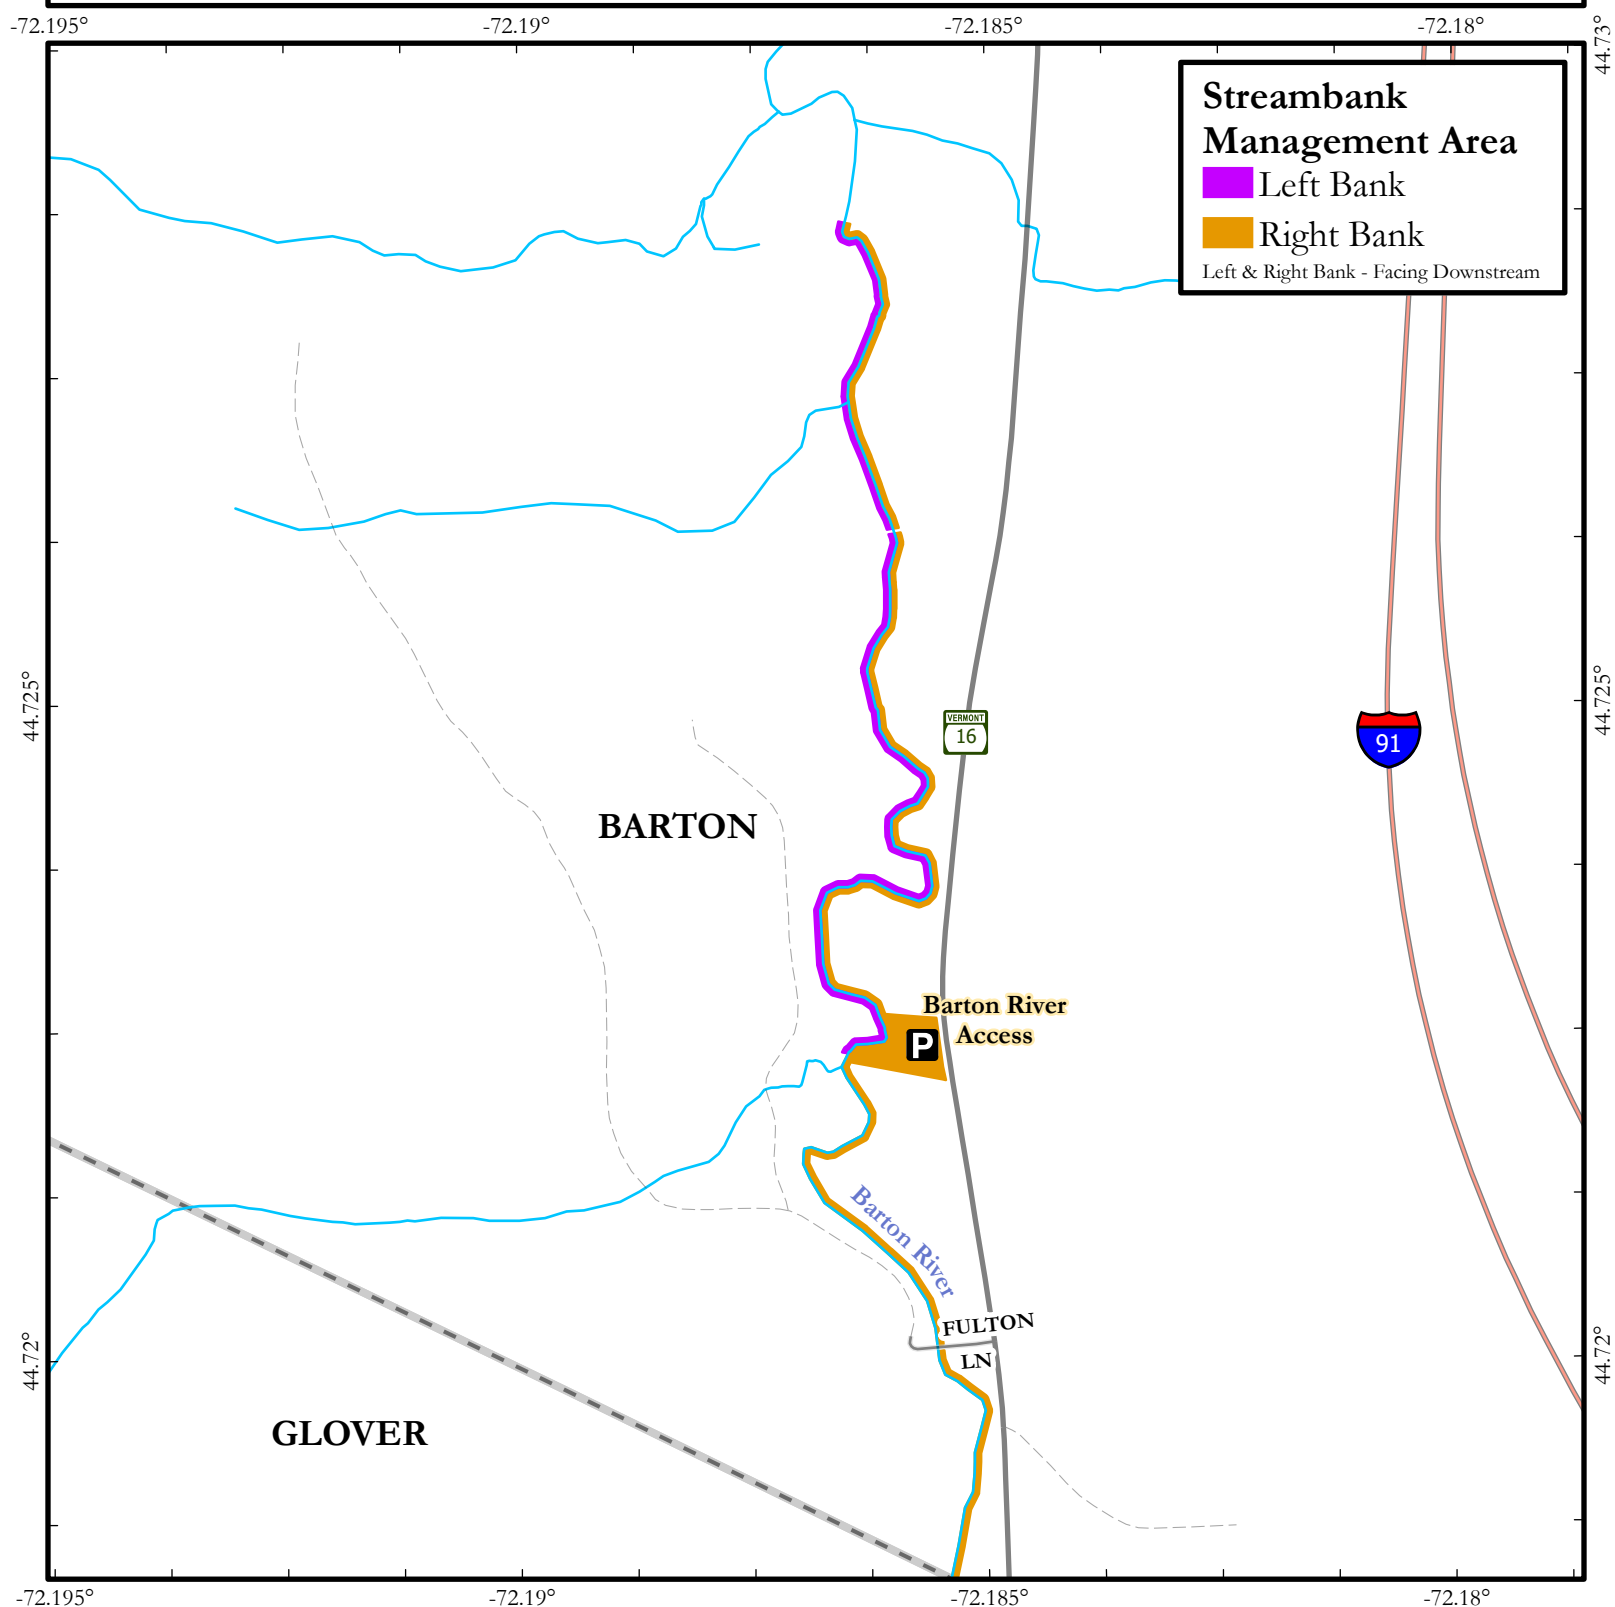 -72.195° -72.19° -72.185° -72.18°
44.73°
Streambank
Management Area
Left Bank
Right Bank
Left & Right Bank - Facing Downstream
44.725°
44.725°
VERMONT
16
91
BARTON
Barton River
Access
P
Barton River
FULTON
LN
44.72°
44.72°
GLOVER
-72.195° -72.19° -72.185° -72.18°